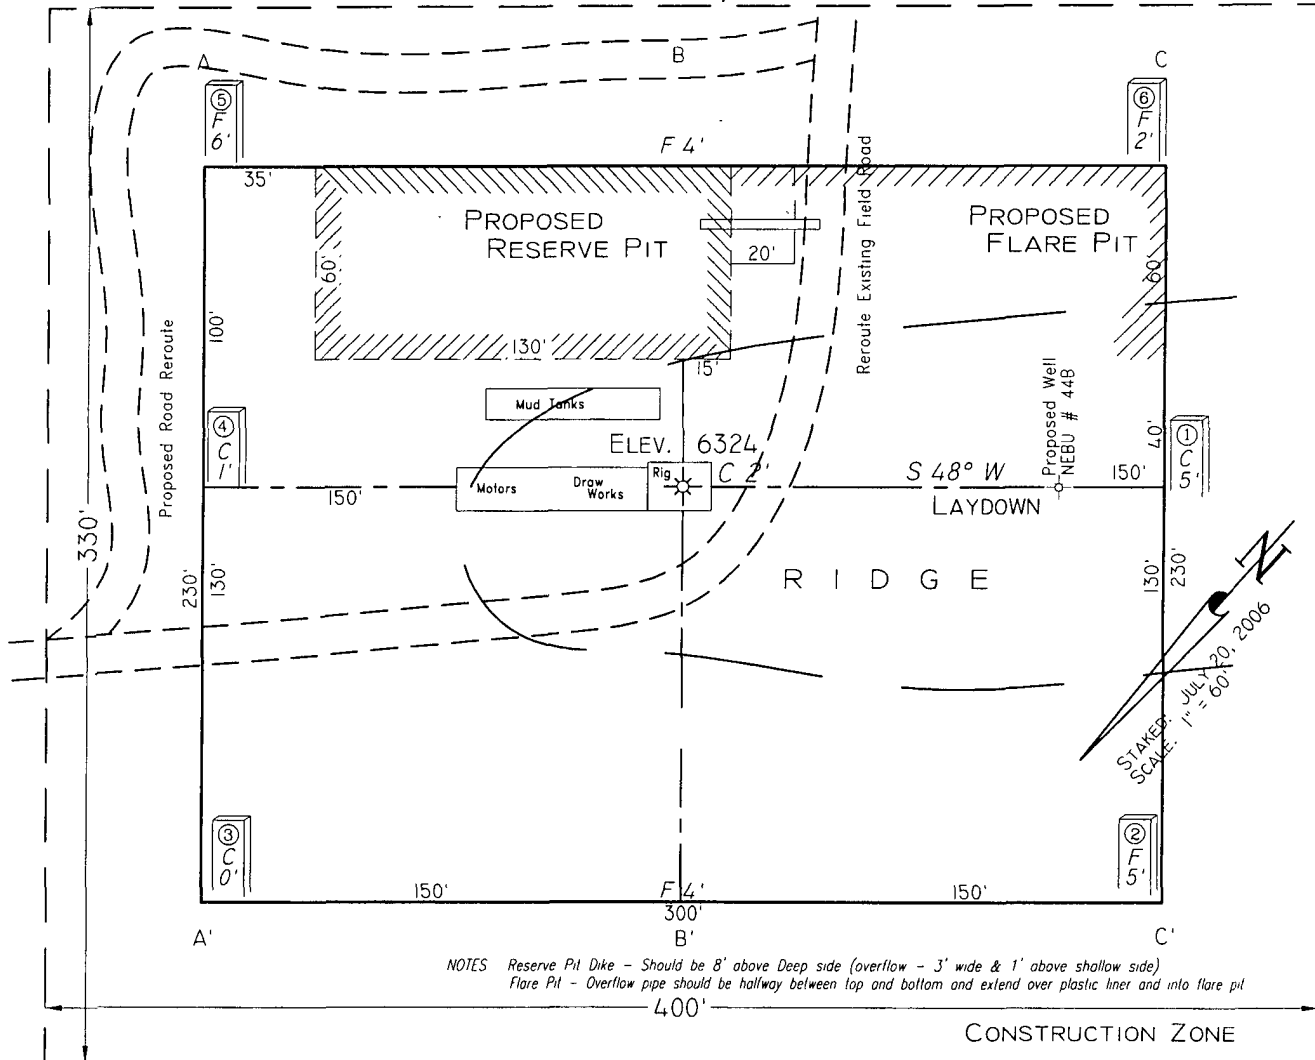 A
B
C
⑤
F
6'
⑥
F
2'
F 4'
35'
PROPOSED
RESERVE PIT
PROPOSED
FLARE PIT
20'
60'
60'
Reroute Existing Field Road
100'
130'
15'
Proposed Road Reroute
Mud Tanks
④
C
1'
ELEV. 6324
Proposed Well
NEBU # 44B
40'
①
C
5'
Motors
Draw
Works
Rig
C 2'
S 48° W
LAYDOWN
150'
150'
330'
230'
130'
RIDGE
130'
230'
N
STAKED: JULY 20, 2006
SCALE: 1" = 60'
③
C
0'
②
F
5'
150'
F 4'
300'
150'
A'
B'
C'
NOTES Reserve Pit Dike – Should be 8' above Deep side (overflow – 3' wide & 1' above shallow side)
Flare Pit – Overflow pipe should be halfway between top and bottom and extend over plastic liner and into flare pit
400'
CONSTRUCTION ZONE